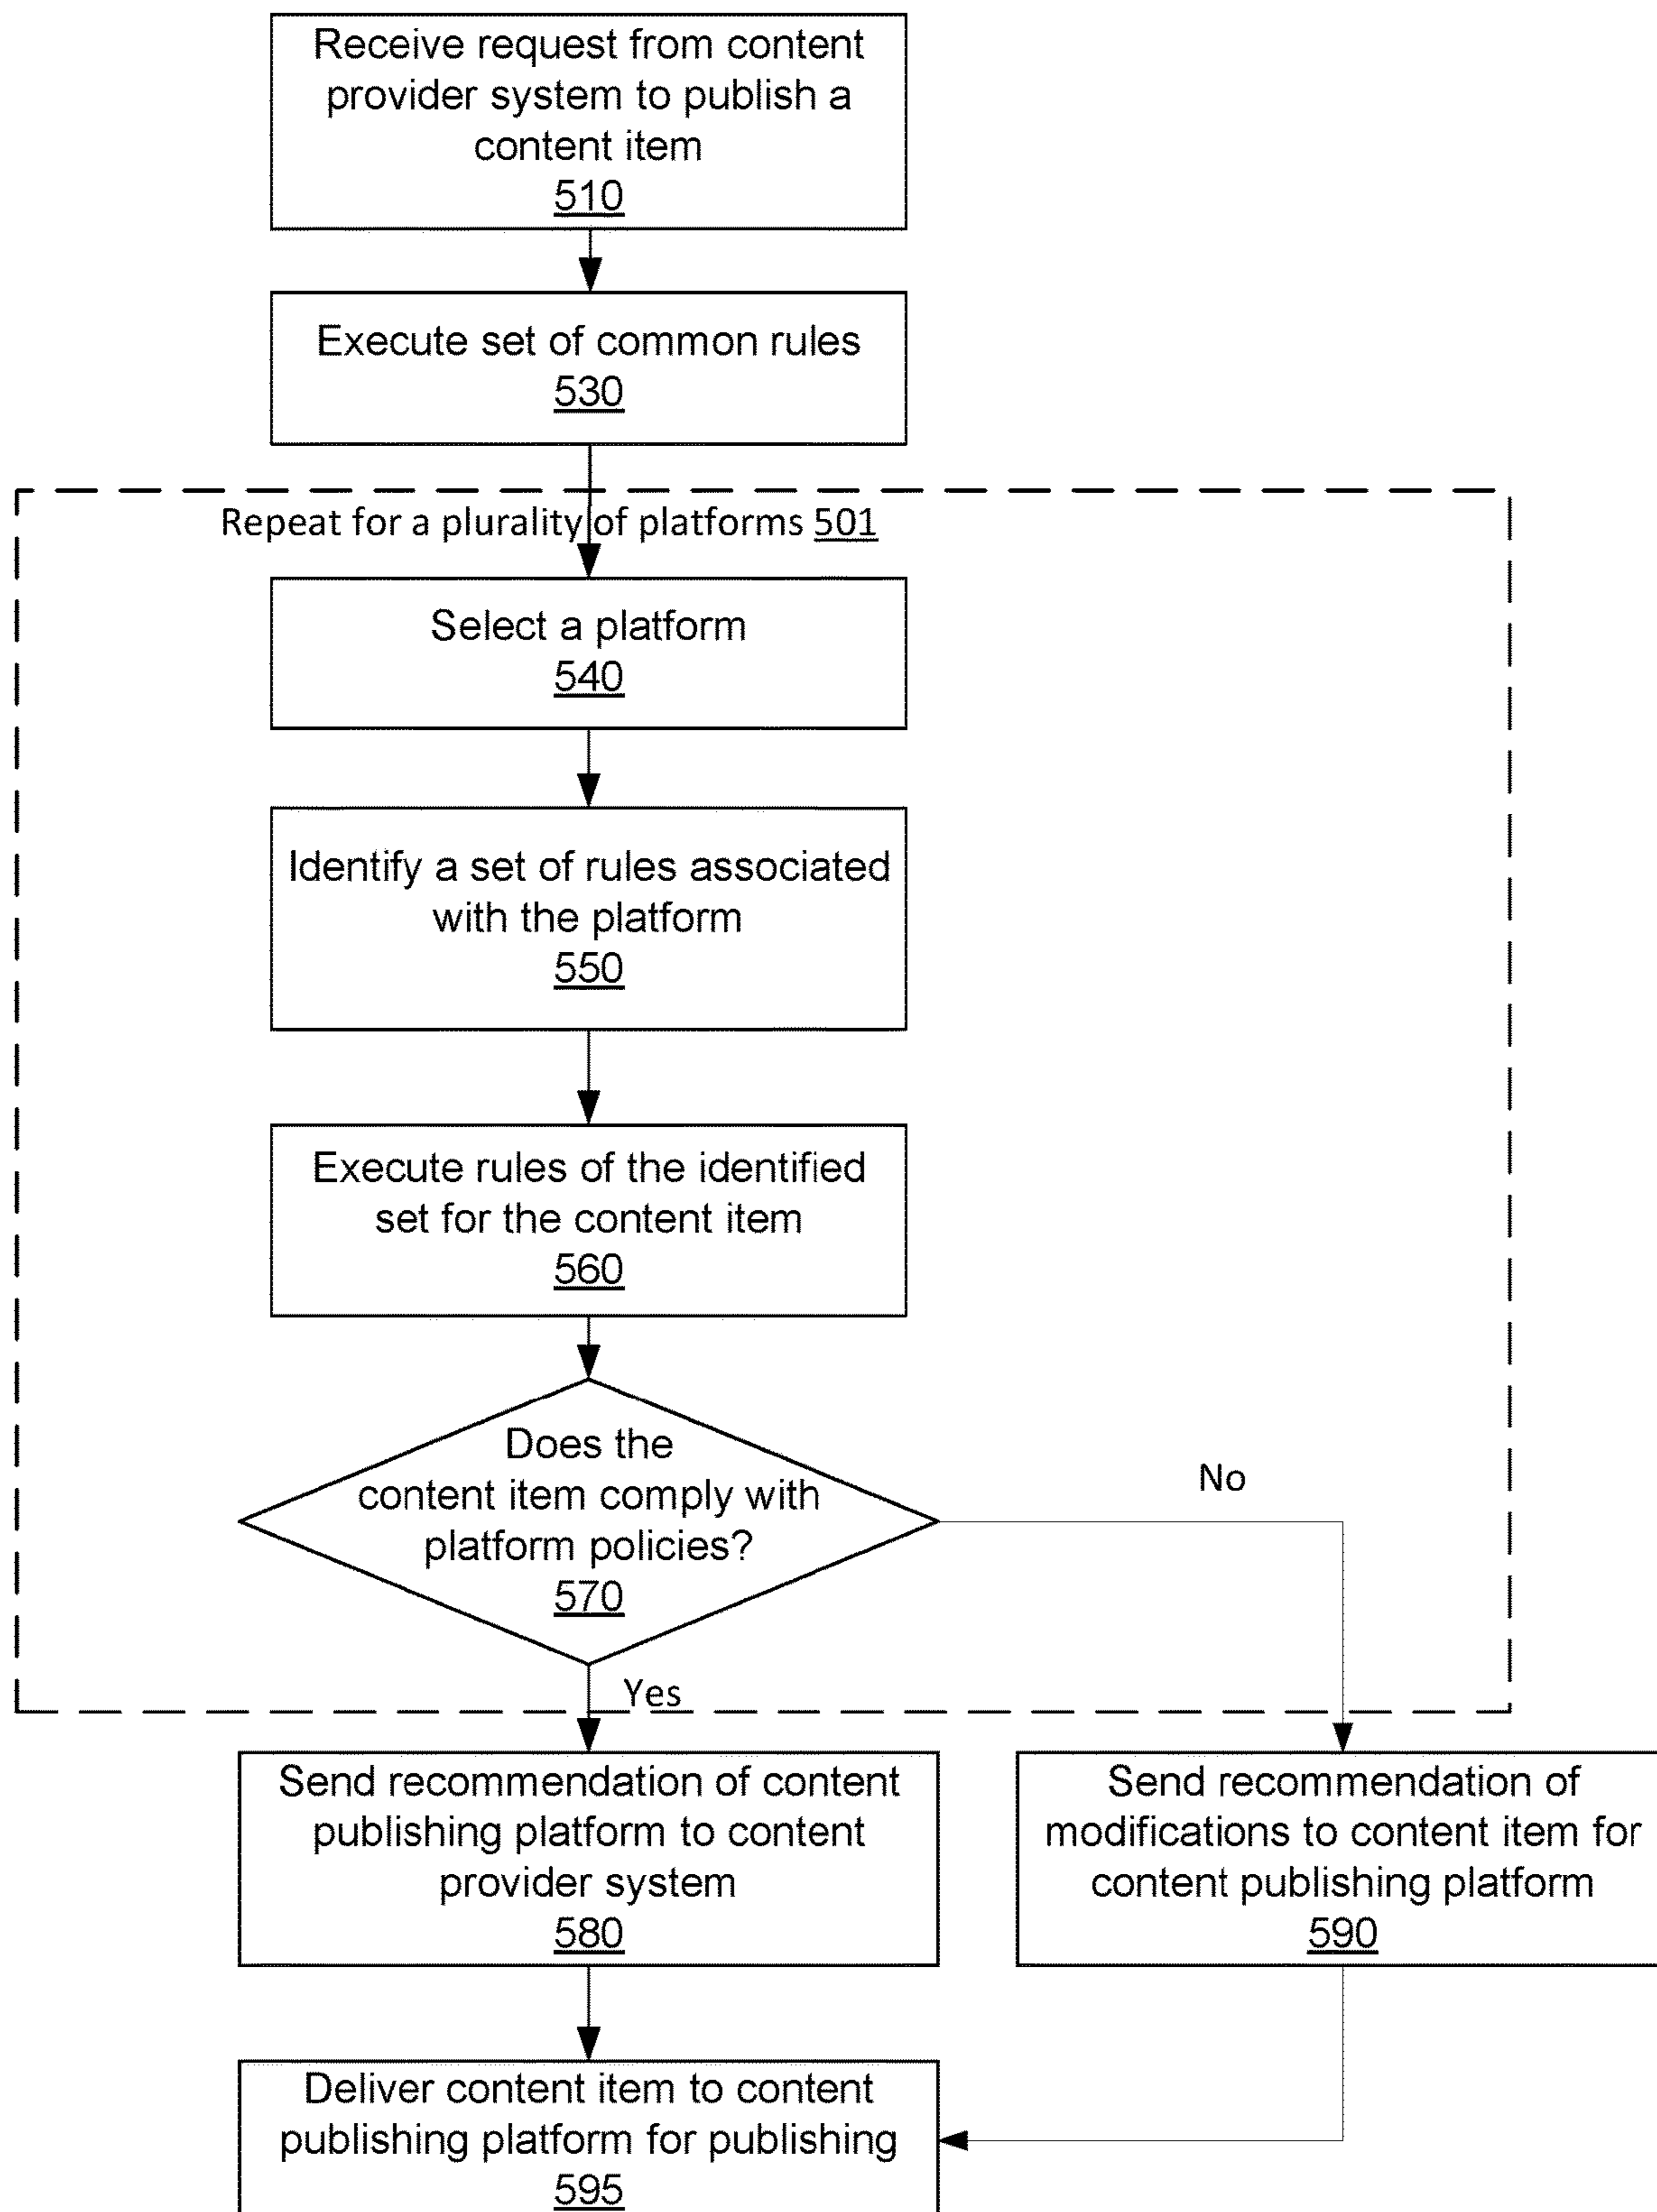 Receive request from content
provider system to publish a
content item
510
Execute set of common rules
530
Repeat for a plurality of platforms 501
Select a platform
540
Identify a set of rules associated
with the platform
550
Execute rules of the identified
set for the content item
560
Does the
content item comply with
platform policies?
570
No
Yes
Send recommendation of content
publishing platform to content
provider system
580
Send recommendation of
modifications to content item for
content publishing platform
590
Deliver content item to content
publishing platform for publishing
595